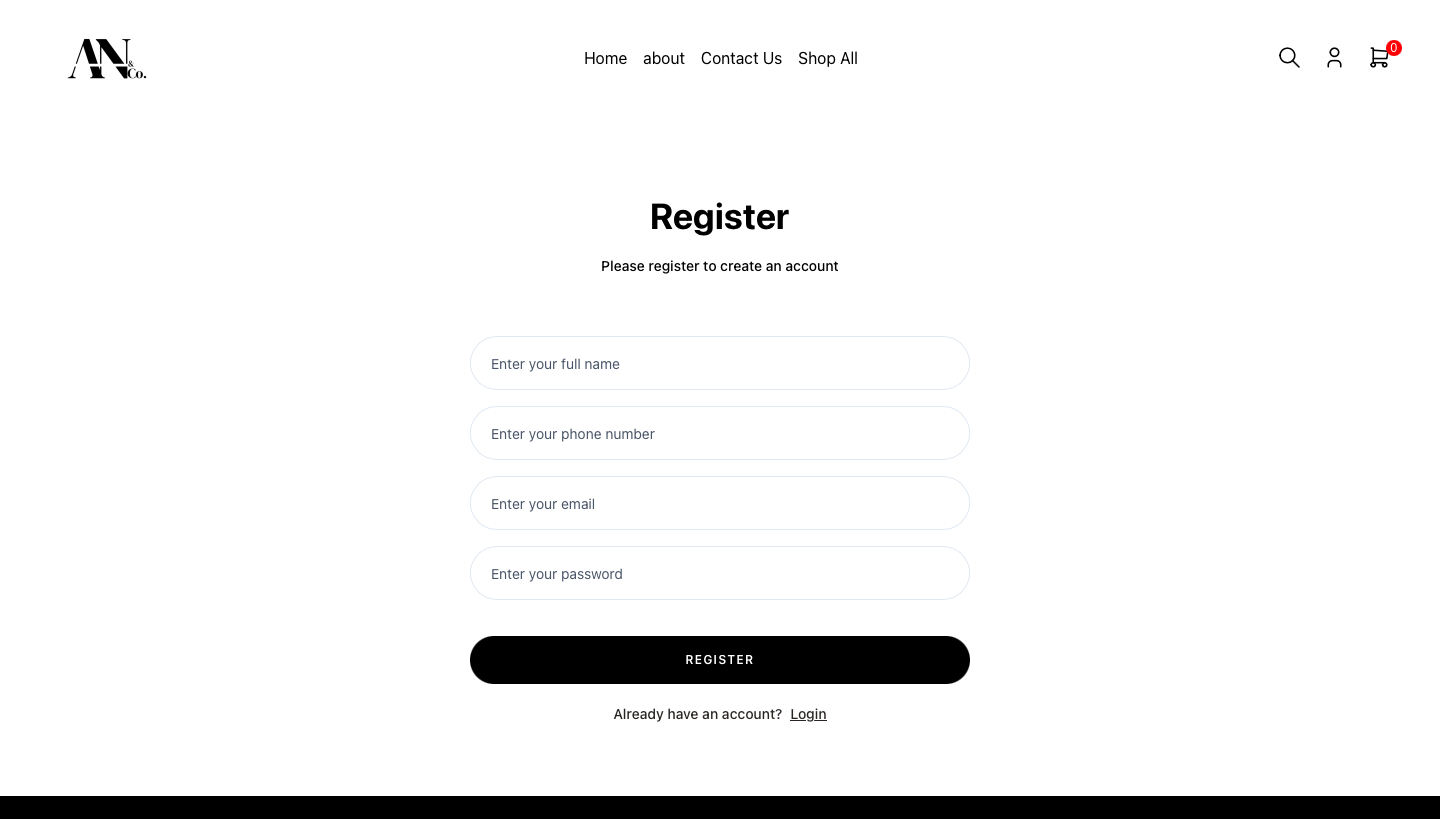 AN
& Co.
Home about Contact Us Shop All
0
Register
Please register to create an account
Enter your full name
Enter your phone number
Enter your email
Enter your password
REGISTER
Already have an account? Login